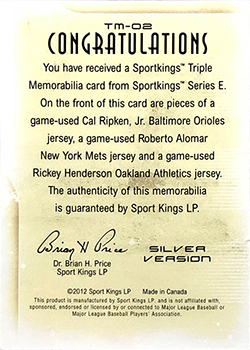 TM-02
CONGRATULATIONS
You have received a Sportkings™ Triple
Memorabilia card from Sportkings™ Series E.
On the front of this card are pieces of a
game-used Cal Ripken, Jr. Baltimore Orioles
jersey, a game-used Roberto Alomar
New York Mets jersey and a game-used
Rickey Henderson Oakland Athletics jersey.
The authenticity of this memorabilia
is guaranteed by Sport Kings LP.
Brian H Price
Dr. Brian H. Price
Sport Kings LP
SILVER
VERSION
©2012 Sport Kings LP Made in Canada
This product is manufactured by Sport Kings LP, and is not affiliated with,
sponsored, endorsed or licensed by or connected to Major League Baseball or
Major League Baseball Players' Association.